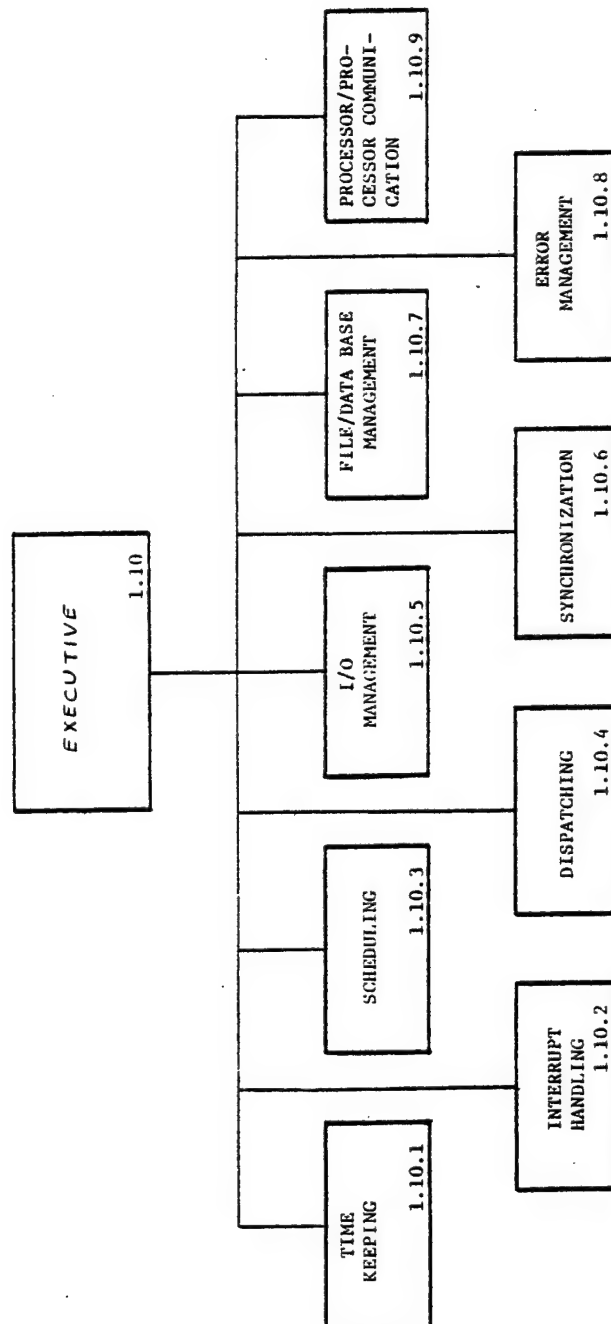 EXECUTIVE
1.10
TIME
KEEPING
1.10.1
INTERRUPT
HANDLING
1.10.2
SCHEDULING
1.10.3
DISPATCHING
1.10.4
I/O
MANAGEMENT
1.10.5
SYNCHRONIZATION
1.10.6
FILE/DATA BASE
MANAGEMENT
1.10.7
ERROR
MANAGEMENT
1.10.8
PROCESSOR/PRO-
CESSOR COMMUNI-
CATION
1.10.9